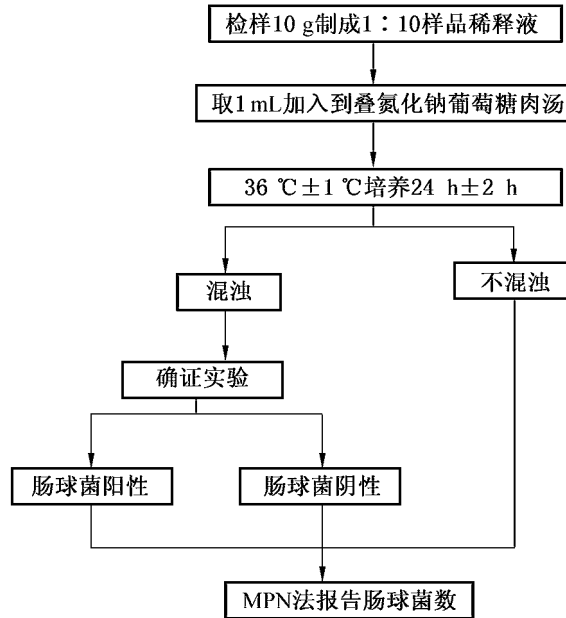 检样10 g制成1∶10样品稀释液
取1 mL加入到叠氮化钠葡萄糖肉汤
36 ℃±1 ℃培养24 h±2 h
混浊
不混浊
确证实验
肠球菌阳性
肠球菌阴性
MPN法报告肠球菌数